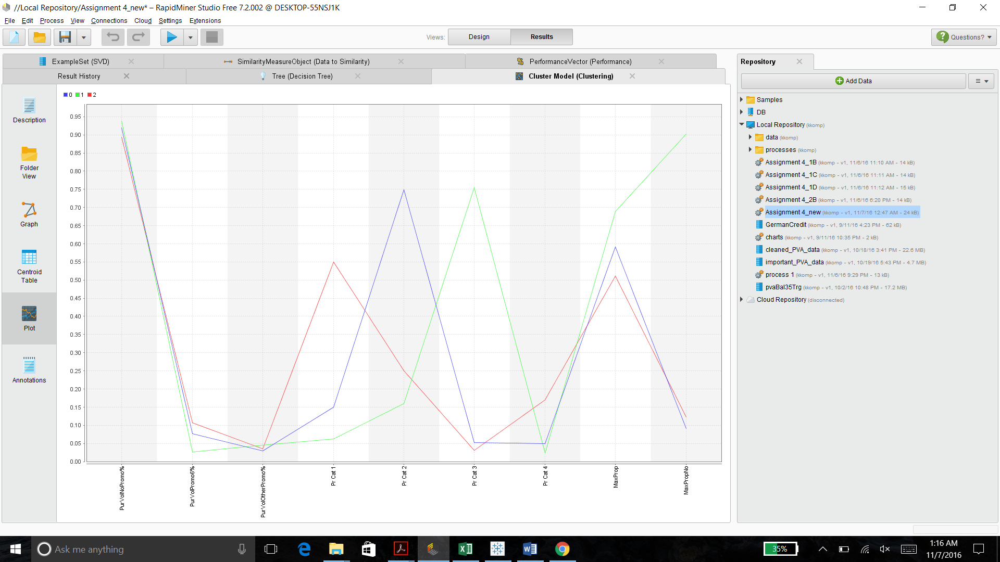 //Local Repository/Assignment 4_new* – RapidMiner Studio Free 7.2.002 @ DESKTOP-55NSJ1K
File Edit Process View Connections Cloud Settings Extensions
Views: Design Results
Questions?
ExampleSet (SVD) SimilarityMeasureObject (Data to Similarity) PerformanceVector (Performance)
Result History Tree (Decision Tree) Cluster Model (Clustering)
Description
Folder
View
Graph
Centroid
Table
Plot
Annotations
0 1 2
0.95
0.90
0.85
0.80
0.75
0.70
0.65
0.60
0.55
0.50
0.45
0.40
0.35
0.30
0.25
0.20
0.15
0.10
0.05
0.00
PurVolNoPromo%
PurVolPromo6%
PurVolOtherPromo%
Pr Cat 1
Pr Cat 2
Pr Cat 3
Pr Cat 4
MaxProp
MaxPropNo
Repository
Add Data
Samples
DB
Local Repository (kkomp)
data (kkomp)
processes (kkomp)
Assignment 4_1B (kkomp - v1, 11/6/16 11:10 AM - 14 kB)
Assignment 4_1C (kkomp - v1, 11/6/16 11:11 AM - 14 kB)
Assignment 4_1D (kkomp - v1, 11/6/16 11:12 AM - 15 kB)
Assignment 4_2B (kkomp - v1, 11/6/16 6:20 PM - 14 kB)
Assignment 4_new (kkomp - v1, 11/7/16 12:47 AM - 24 kB)
GermanCredit (kkomp - v1, 9/11/16 4:23 PM - 62 kB)
charts (kkomp - v1, 9/11/16 10:35 PM - 2 kB)
cleaned_PVA_data (kkomp - v1, 10/18/16 3:41 PM - 22.6 MB)
important_PVA_data (kkomp - v1, 10/19/16 5:43 PM - 4.7 MB)
process 1 (kkomp - v1, 11/6/16 9:29 PM - 13 kB)
pvaBal35Trg (kkomp - v1, 10/2/16 10:48 PM - 17.2 MB)
Cloud Repository (disconnected)
Ask me anything
35%
1:16 AM
11/7/2016